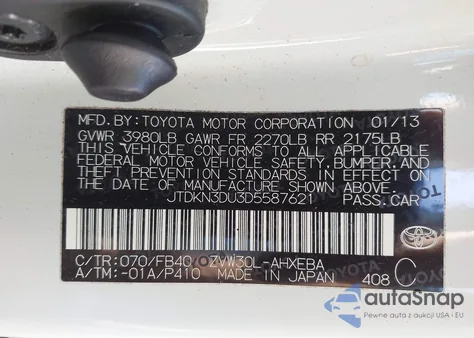 MFD. BY: TOYOTA MOTOR CORPORATION 01/13
GVWR 3980LB GAWR FR 2270LB RR 2175LB
THIS VEHICLE CONFORMS TO ALL APPLICABLE
FEDERAL MOTOR VEHICLE SAFETY, BUMPER, AND
THEFT PREVENTION STANDARDS IN EFFECT ON
THE DATE OF MANUFACTURE SHOWN ABOVE.
JTDKN3DU3D5587621 PASS.CAR
C/TR: 070/FB40 ZVW30L-AHXEBA
A/TM: -01A/P410 MADE IN JAPAN 408 C
TOYOTA
autaSnap
Pewne auta z aukcji USA i EU